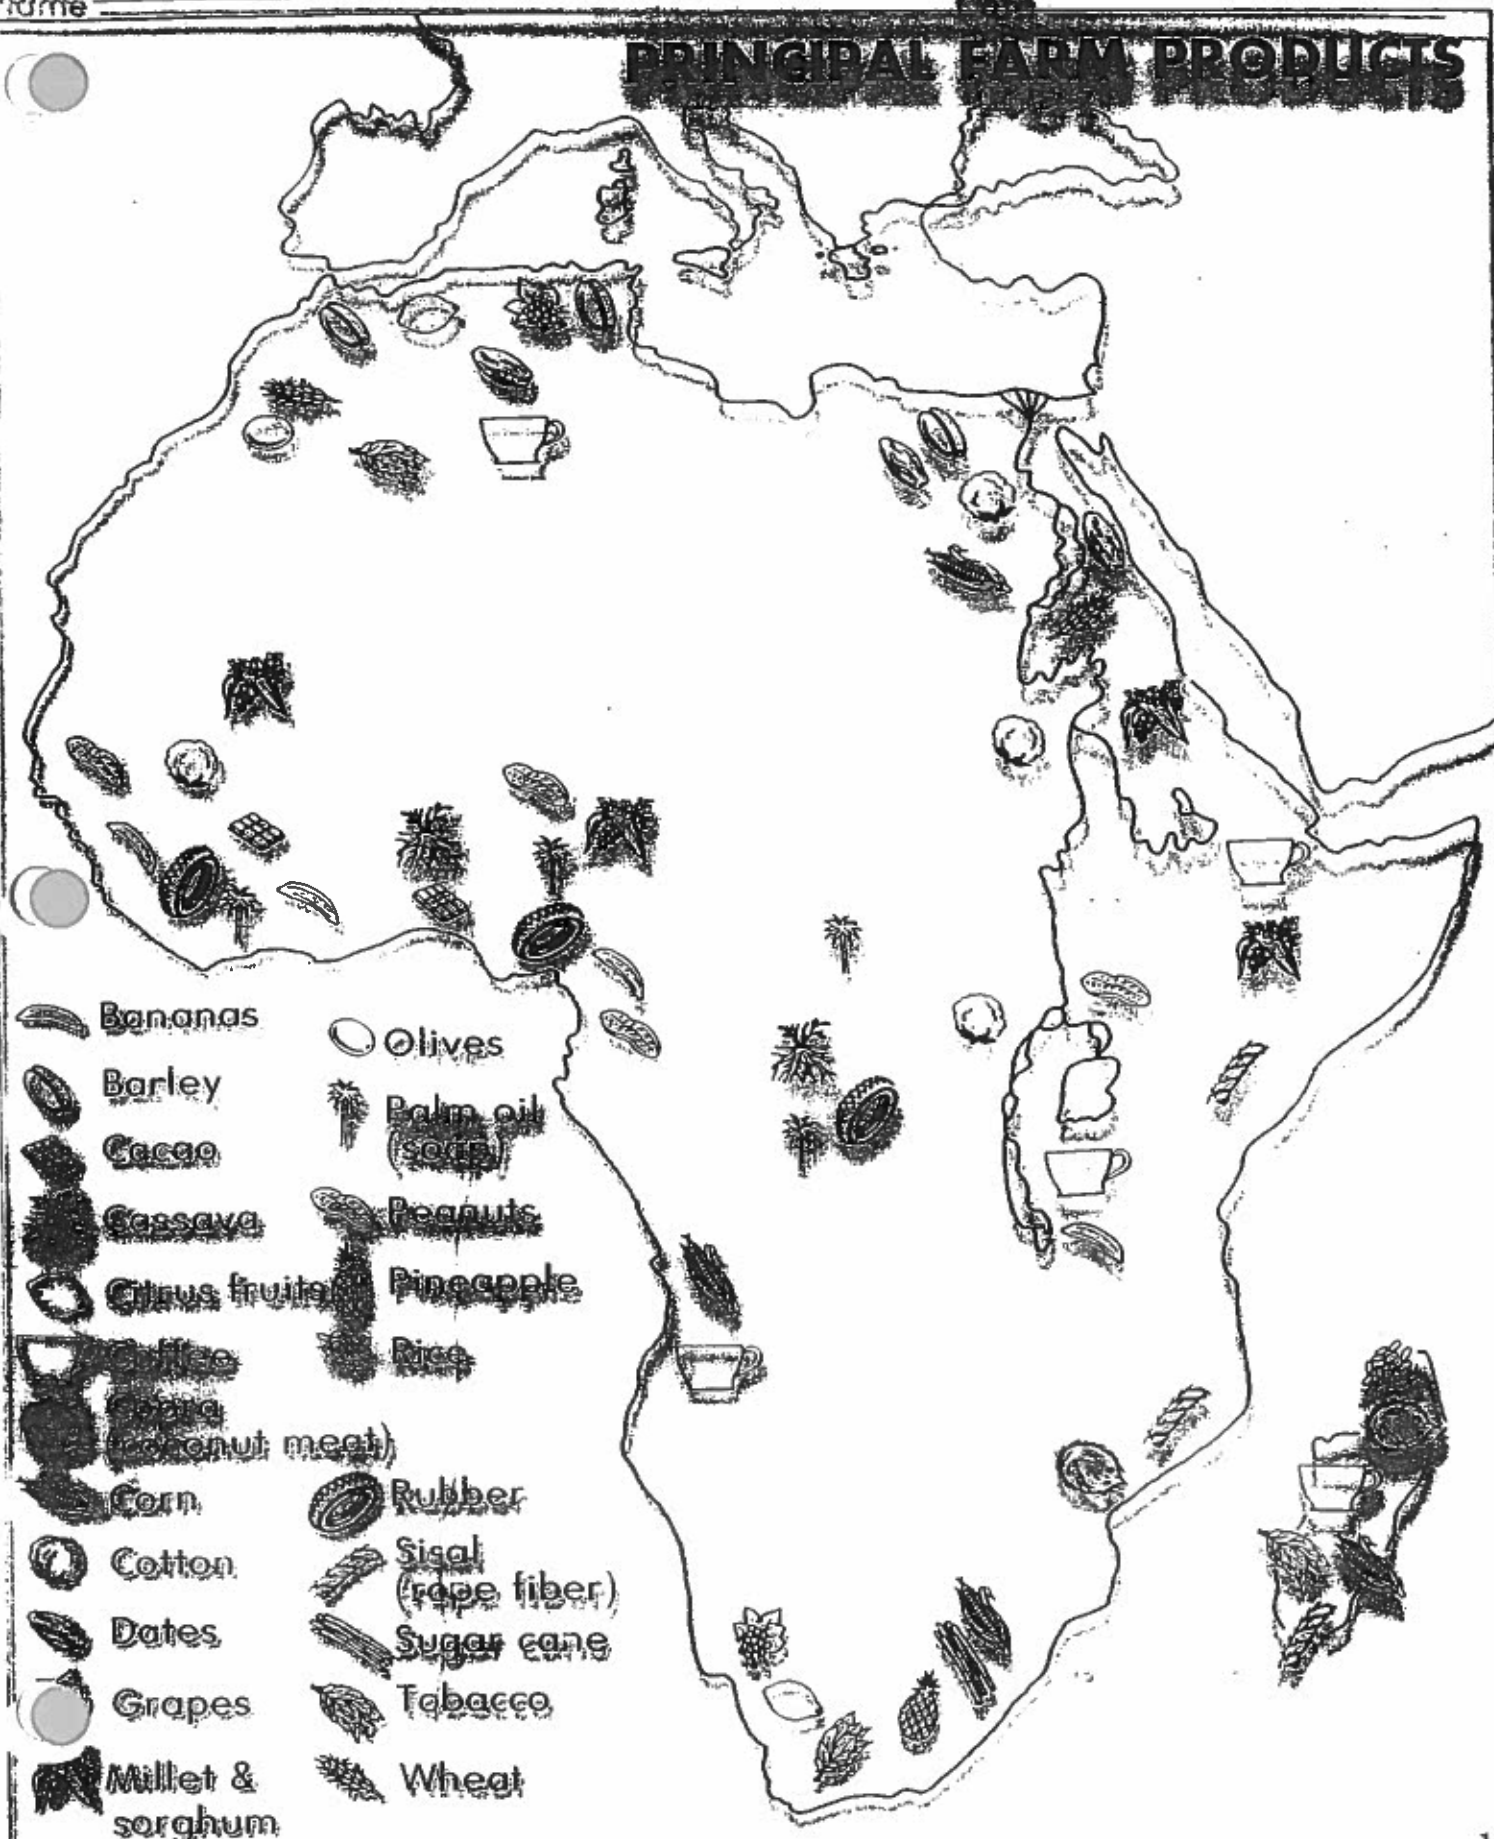 Name
PRINCIPAL FARM PRODUCTS
Bananas
Barley
Cacao
Cassava
Citrus fruits
Coffee
Copra
(coconut meat)
Corn
Cotton
Dates
Grapes
Millet &
sorghum
Olives
Palm oil
(soap)
Peanuts
Pineapple
Rice
Rubber
Sisal
(rope fiber)
Sugar cane
Tobacco
Wheat